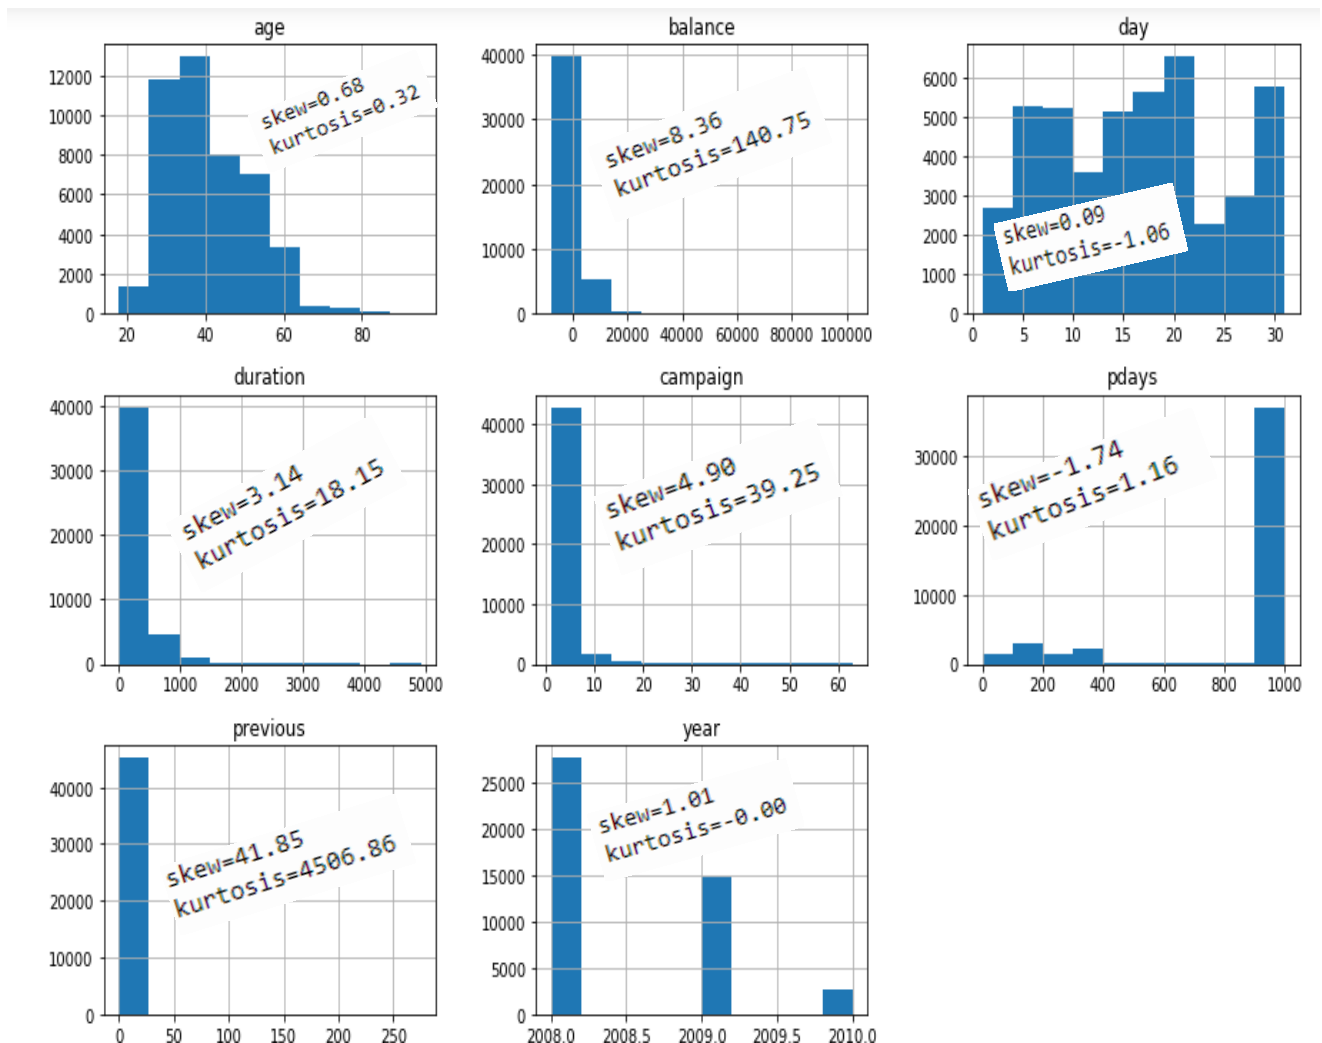 age
12000
10000
8000
6000
4000
2000
0
20 40 60 80
skew=0.68
kurtosis=0.32
balance
40000
30000
20000
10000
0
0 20000 40000 60000 80000 100000
skew=8.36
kurtosis=140.75
day
6000
5000
4000
3000
2000
1000
0
0 5 10 15 20 25 30
skew=0.09
kurtosis=-1.06
duration
40000
30000
20000
10000
0
0 1000 2000 3000 4000 5000
skew=3.14
kurtosis=18.15
campaign
40000
30000
20000
10000
0
0 10 20 30 40 50 60
skew=4.90
kurtosis=39.25
pdays
30000
20000
10000
0
0 200 400 600 800 1000
skew=-1.74
kurtosis=1.16
previous
40000
30000
20000
10000
0
0 50 100 150 200 250
skew=41.85
kurtosis=4506.86
year
25000
20000
15000
10000
5000
0
2008.0 2008.5 2009.0 2009.5 2010.0
skew=1.01
kurtosis=-0.00